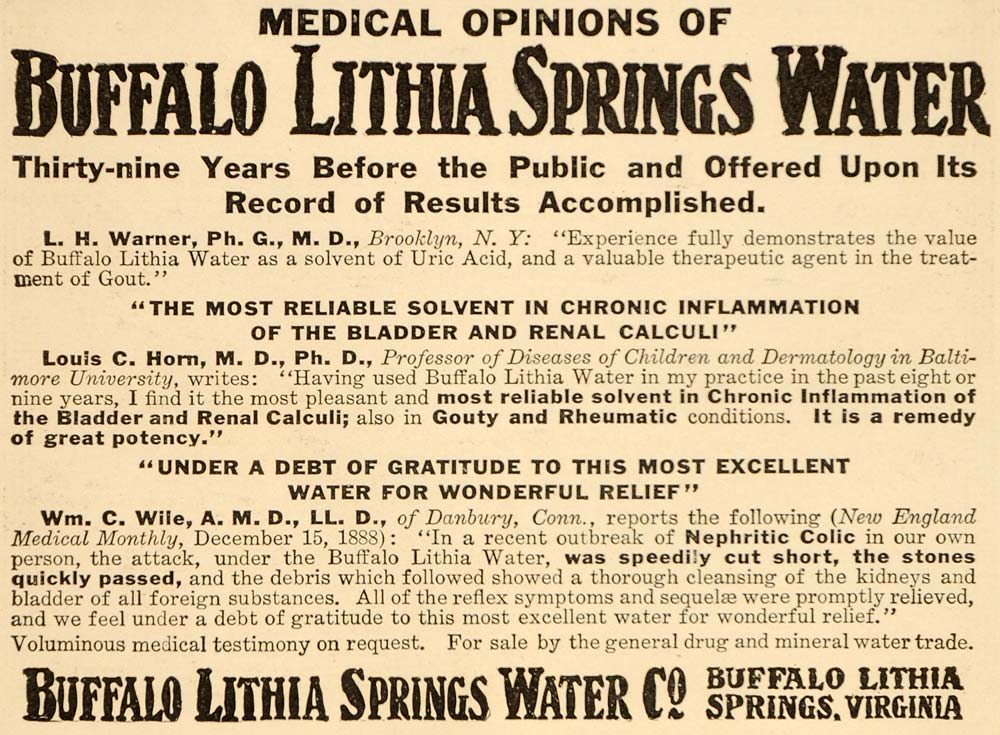 MEDICAL OPINIONS OF
BUFFALO LITHIA SPRINGS WATER
Thirty-nine Years Before the Public and Offered Upon Its
Record of Results Accomplished.
L. H. Warner, Ph. G., M. D., Brooklyn, N. Y: "Experience fully demonstrates the value
of Buffalo Lithia Water as a solvent of Uric Acid, and a valuable therapeutic agent in the treat-
ment of Gout."
"THE MOST RELIABLE SOLVENT IN CHRONIC INFLAMMATION
OF THE BLADDER AND RENAL CALCULI"
Louis C. Horn, M. D., Ph. D., Professor of Diseases of Children and Dermatology in Balti-
more University, writes: "Having used Buffalo Lithia Water in my practice in the past eight or
nine years, I find it the most pleasant and most reliable solvent in Chronic Inflammation of
the Bladder and Renal Calculi; also in Gouty and Rheumatic conditions. It is a remedy
of great potency."
"UNDER A DEBT OF GRATITUDE TO THIS MOST EXCELLENT
WATER FOR WONDERFUL RELIEF"
Wm. C. Wile, A. M. D., LL. D., of Danbury, Conn., reports the following (New England
Medical Monthly, December 15, 1888): "In a recent outbreak of Nephritic Colic in our own
person, the attack, under the Buffalo Lithia Water, was speedily cut short, the stones
quickly passed, and the debris which followed showed a thorough cleansing of the kidneys and
bladder of all foreign substances. All of the reflex symptoms and sequelæ were promptly relieved,
and we feel under a debt of gratitude to this most excellent water for wonderful relief."
Voluminous medical testimony on request. For sale by the general drug and mineral water trade.
BUFFALO LITHIA SPRINGS WATER CO BUFFALO LITHIA
SPRINGS, VIRGINIA